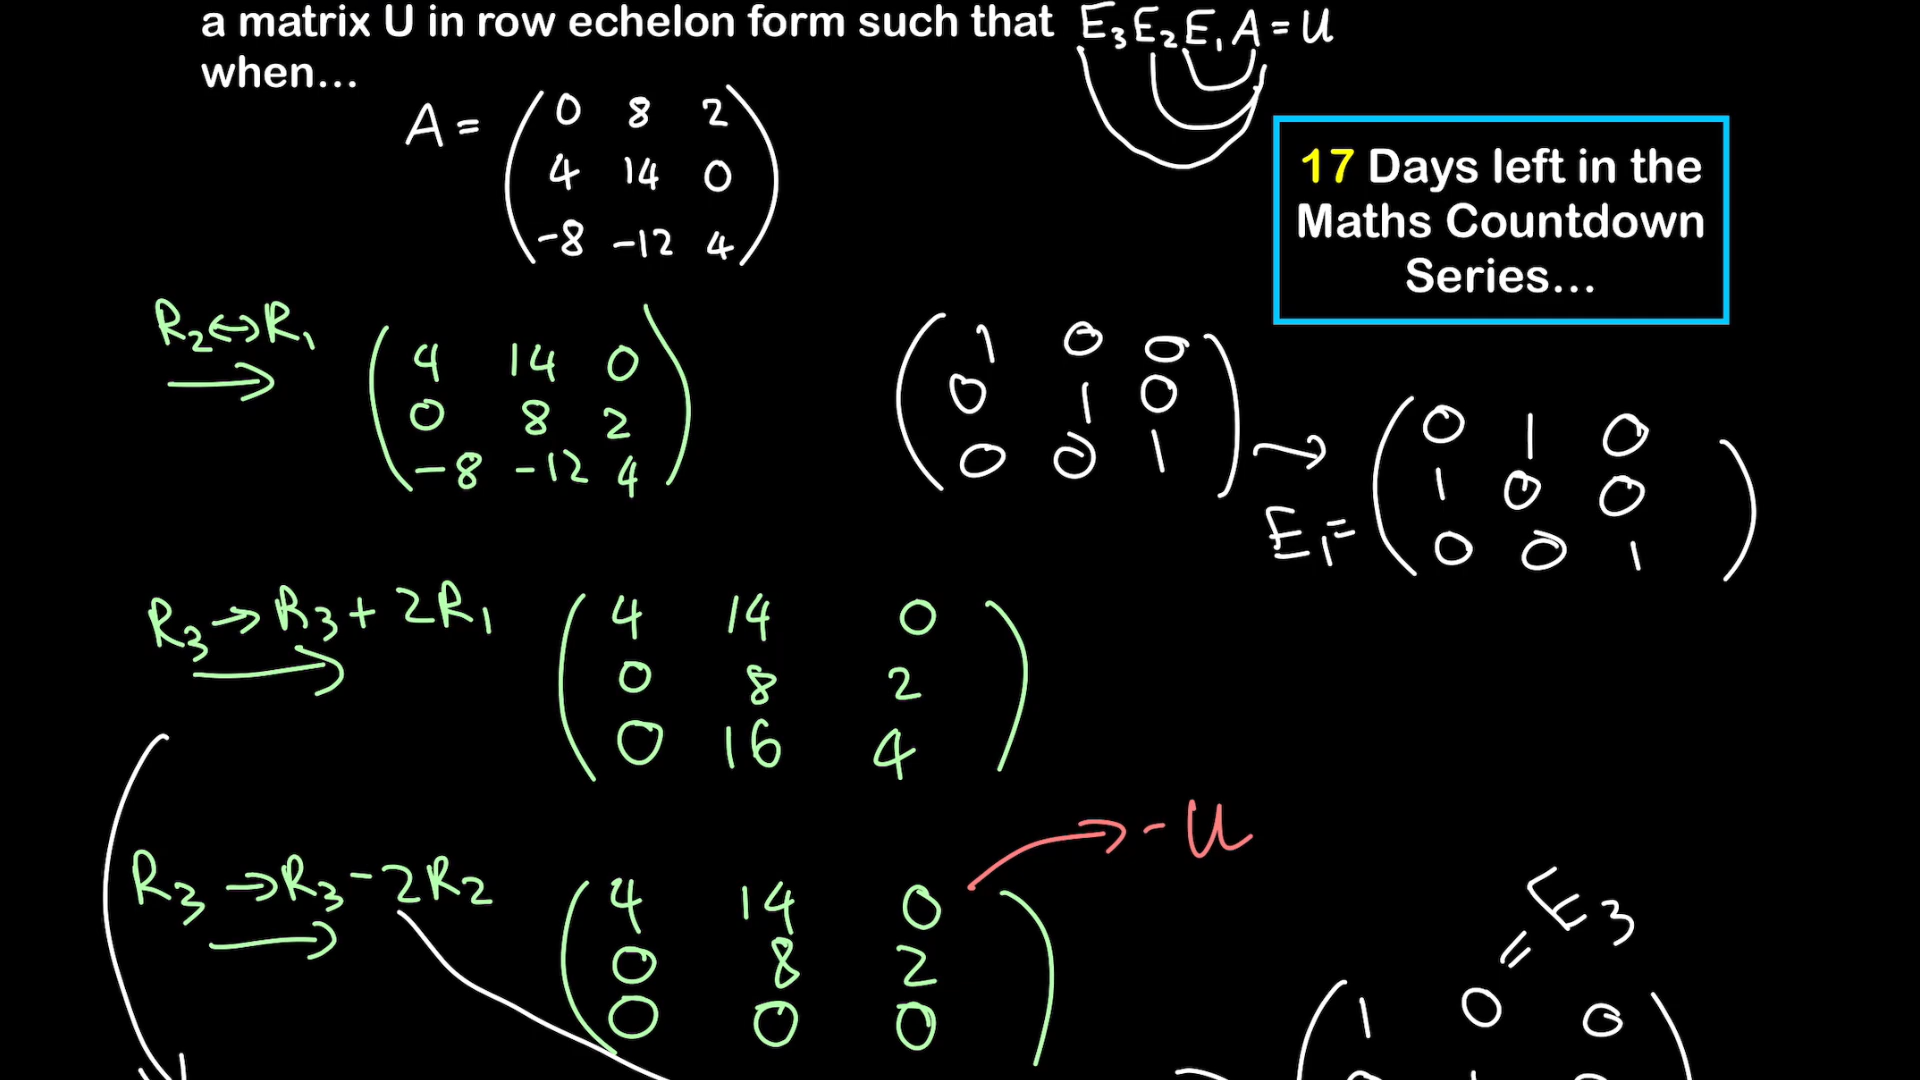 a matrix U in row echelon form such that E₃E₂E₁A = U
when...
A = ( 0 8 2
4 14 0
-8 -12 4 )
17 Days left in the
Maths Countdown
Series...
R₂ ↔ R₁
→
( 4 14 0
0 8 2
-8 -12 4 )
( 1 0 0
0 1 0
0 0 1 ) →
E₁ = ( 0 1 0
1 0 0
0 0 1 )
R₃ → R₃ + 2R₁
→
( 4 14 0
0 8 2
0 16 4 )
R₃ → R₃ - 2R₂
→
( 4 14 0
0 8 2
0 0 0 )
→ - U
E₃
=
( 1 0 0 )